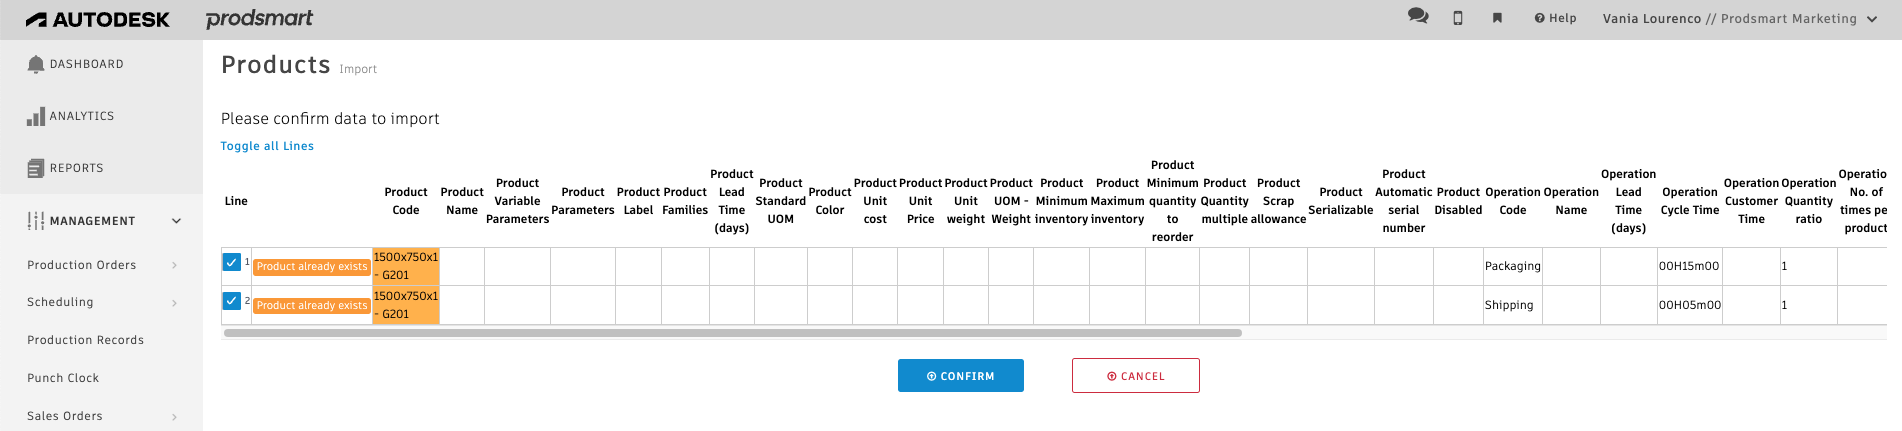 AUTODESK prodsmart Help Vania Lourenco // Prodsmart Marketing
DASHBOARD
ANALYTICS
REPORTS
MANAGEMENT
Production Orders
Scheduling
Production Records
Punch Clock
Sales Orders
Products Import
Please confirm data to import
Toggle all Lines
Line
Product
Code
Product
Name
Product
Variable
Parameters
Product
Parameters
Product
Label
Product
Families
Product
Lead
Time
(days)
Product
Standard
UOM
Product
Color
Product
Unit
cost
Product
Unit
Price
Product
Unit
weight
Product
UOM -
Weight
Product
Minimum
inventory
Product
Maximum
inventory
Product
Minimum
quantity
to
reorder
Product
Quantity
multiple
Product
Scrap
allowance
Product
Serializable
Product
Automatic
serial
number
Product
Disabled
Operation
Code
Operation
Name
Operation
Lead
Time
(days)
Operation
Cycle Time
Operation
Customer
Time
Operation
Quantity
ratio
Operatio
No. of
times pe
product
1 Product already exists 1500x750x1 Packaging 00H15m00 1
- G201
2 Product already exists 1500x750x1 Shipping 00H05m00 1
- G201
CONFIRM CANCEL